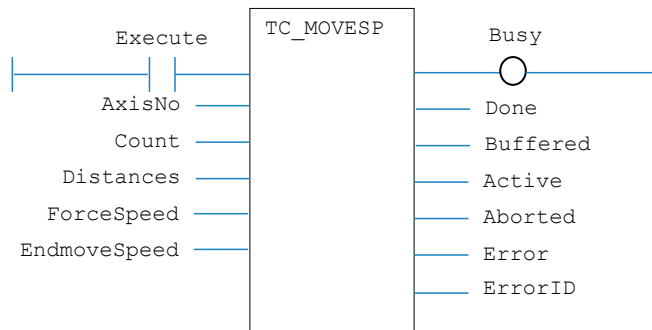 TC_MOVESP
Execute
Busy
AxisNo
Done
Count
Buffered
Distances
Active
ForceSpeed
Aborted
EndmoveSpeed
Error
ErrorID